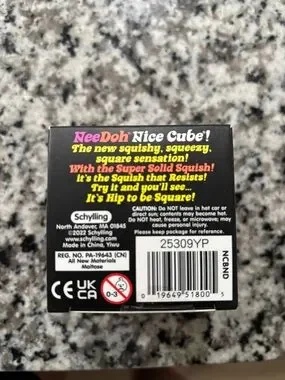 NeeDoh Nice Cube!
The new squishy, squeezy,
square sensation!
With the Super Solid Squish!
it's the Squish that Resists!
Try it and you'll see...
It's Hip to be Square!
Schylling
North Andover, MA 01845
©2022 Schylling
www.schylling.com
Made in China, Yiwu
REG. NO. PA-19643 (CN)
All New Materials
Maltose
CE UK CA 0-3
CAUTION: Do NOT leave in hot car or
direct sun; contents may become hot.
Do NOT heat, freeze, or microwave.
Please keep package for reference.
25309YP
0 19649 51800 5
NCBND